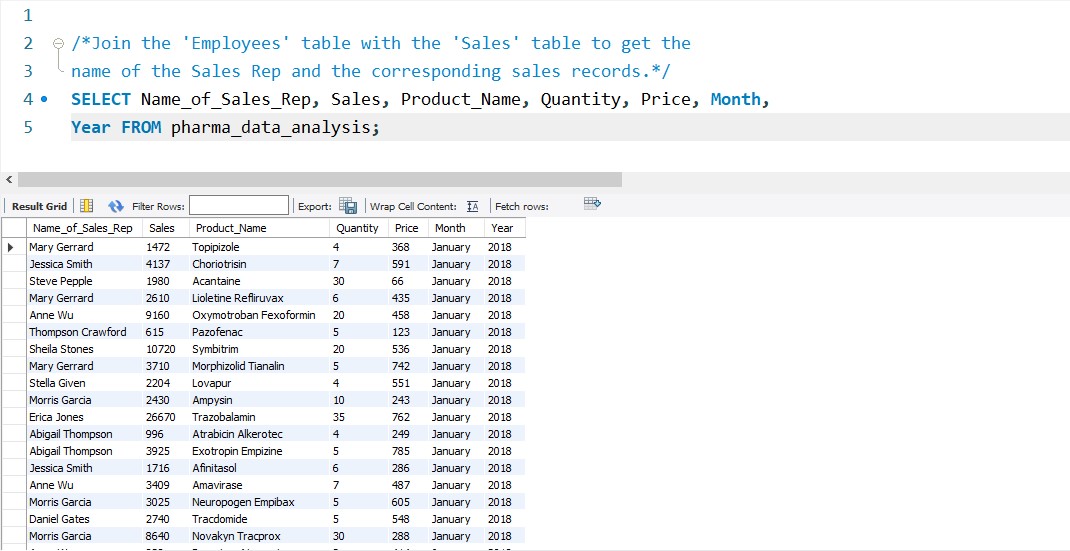 1
2 /*Join the 'Employees' table with the 'Sales' table to get the
3 name of the Sales Rep and the corresponding sales records.*/
4 SELECT Name_of_Sales_Rep, Sales, Product_Name, Quantity, Price, Month,
5 Year FROM pharma_data_analysis;
Result Grid Filter Rows: Export: Wrap Cell Content: Fetch rows:
Name_of_Sales_Rep Sales Product_Name Quantity Price Month Year
Mary Gerrard 1472 Topipizole 4 368 January 2018
Jessica Smith 4137 Choriotrisin 7 591 January 2018
Steve Pepple 1980 Acantaine 30 66 January 2018
Mary Gerrard 2610 Lioletine Refliruvax 6 435 January 2018
Anne Wu 9160 Oxymotroban Fexoformin 20 458 January 2018
Thompson Crawford 615 Pazofenac 5 123 January 2018
Sheila Stones 10720 Symbitrim 20 536 January 2018
Mary Gerrard 3710 Morphizolid Tianalin 5 742 January 2018
Stella Given 2204 Lovapur 4 551 January 2018
Morris Garcia 2430 Ampysin 10 243 January 2018
Erica Jones 26670 Trazobalamin 35 762 January 2018
Abigail Thompson 996 Atrabicin Alkerotec 4 249 January 2018
Abigail Thompson 3925 Exotropin Empizine 5 785 January 2018
Jessica Smith 1716 Afinitasol 6 286 January 2018
Anne Wu 3409 Amavirase 7 487 January 2018
Morris Garcia 3025 Neuropogen Empibax 5 605 January 2018
Daniel Gates 2740 Tracdomide 5 548 January 2018
Morris Garcia 8640 Novakyn Tracprox 30 288 January 2018